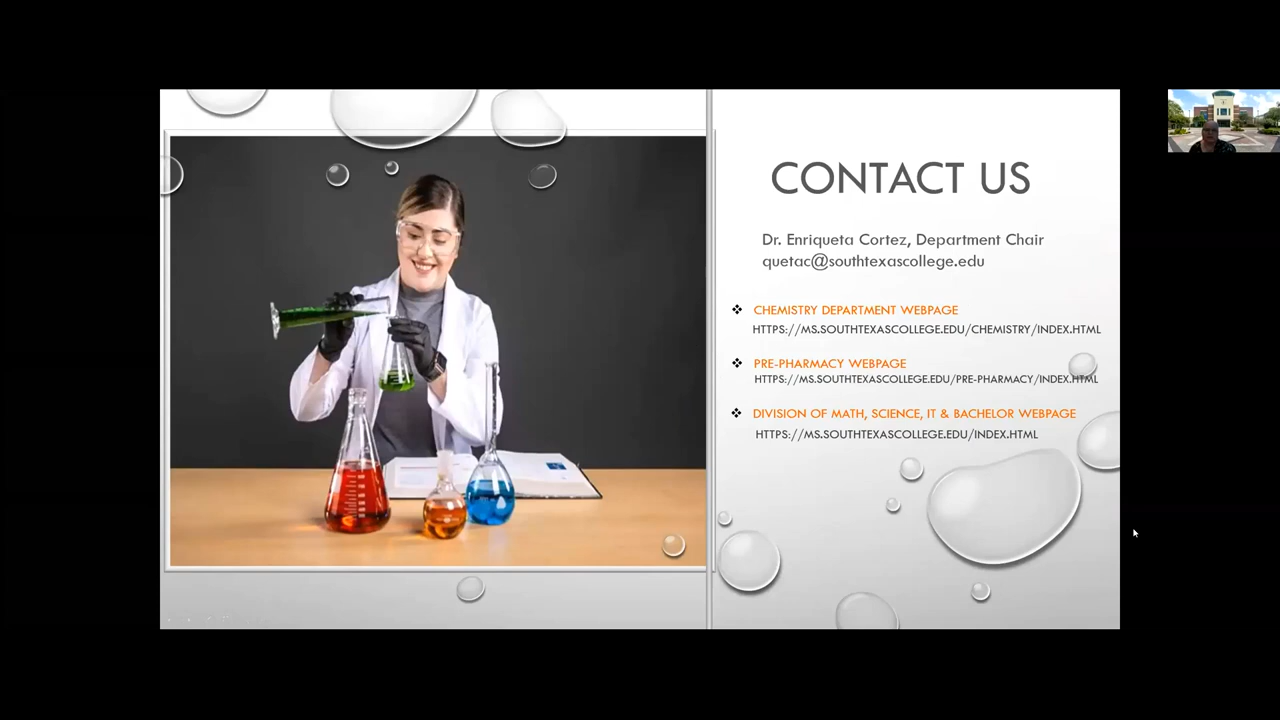 CONTACT US
Dr. Enriqueta Cortez, Department Chair
quetac@southtexascollege.edu
CHEMISTRY DEPARTMENT WEBPAGE
HTTPS://MS.SOUTHTEXASCOLLEGE.EDU/CHEMISTRY/INDEX.HTML
PRE-PHARMACY WEBPAGE
HTTPS://MS.SOUTHTEXASCOLLEGE.EDU/PRE-PHARMACY/INDEX.HTML
DIVISION OF MATH, SCIENCE, IT & BACHELOR WEBPAGE
HTTPS://MS.SOUTHTEXASCOLLEGE.EDU/INDEX.HTML